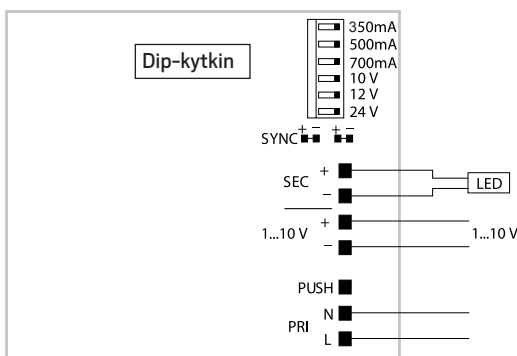 350mA
500mA
Dip-kytkin
700mA
10 V
12 V
24 V
+ − + −
SYNC
+
SEC
− LED
+
1...10 V 1...10 V
−
PUSH
N
PRI
L